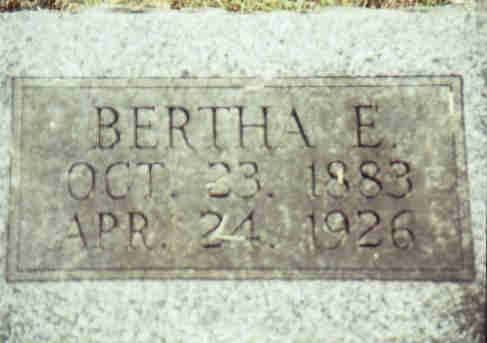 BERTHA E.
OCT. 23. 1883
APR. 24. 1926